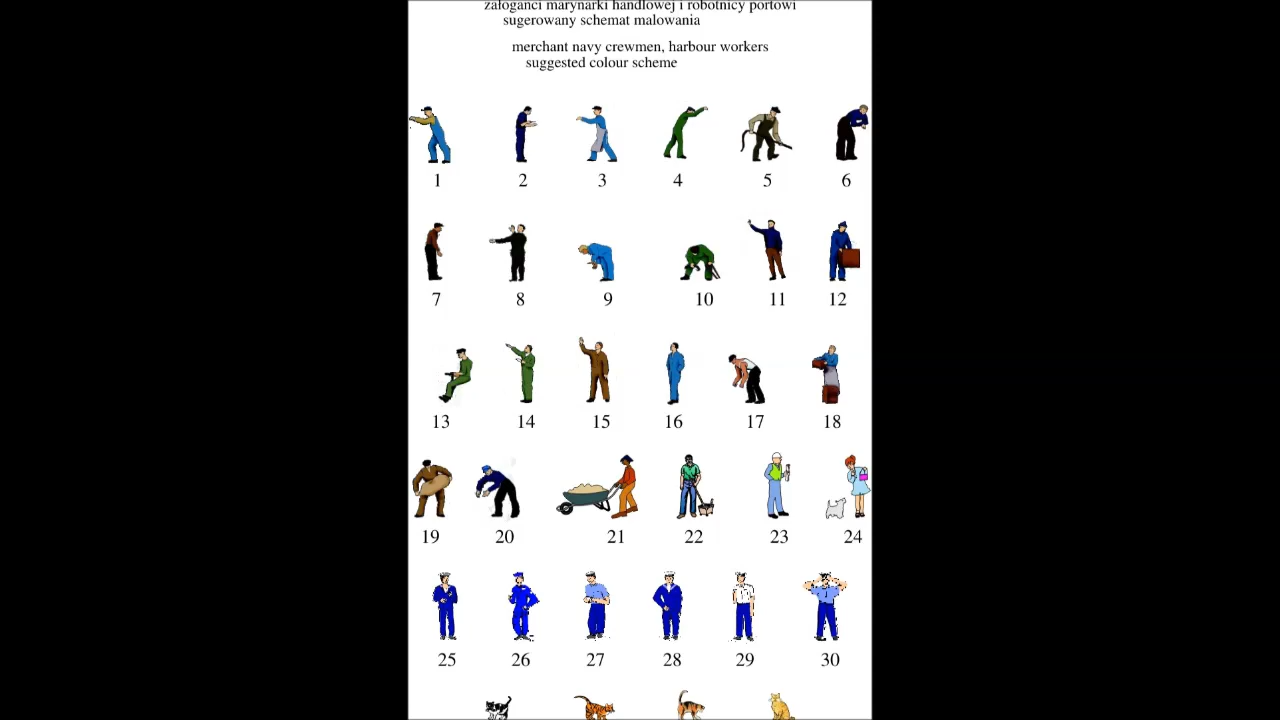 załoganci marynarki handlowej i robotnicy portowi
sugerowany schemat malowania
merchant navy crewmen, harbour workers
suggested colour scheme
1 2 3 4 5 6
7 8 9 10 11 12
13 14 15 16 17 18
19 20 21 22 23 24
25 26 27 28 29 30